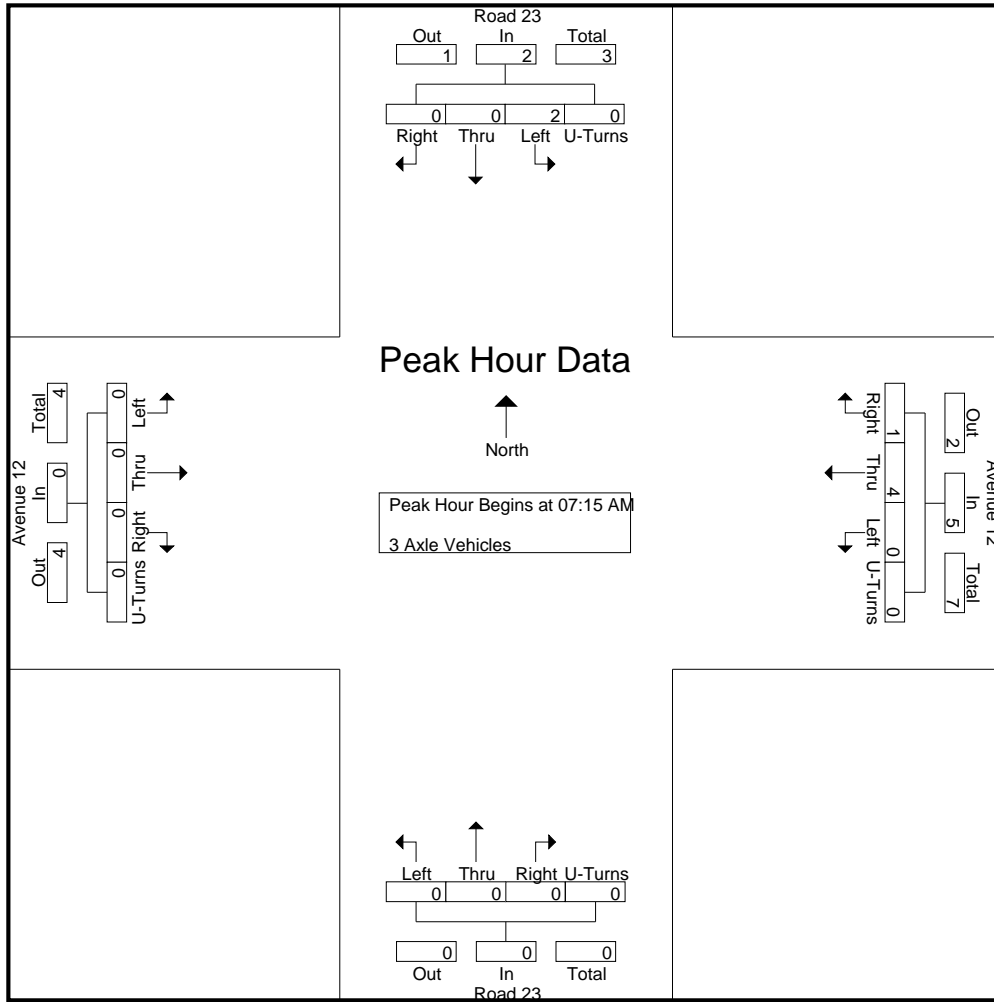 Road 23
Out In Total
1 2 3
0 0 2 0
Right Thru Left U-Turns
Peak Hour Data
North
Peak Hour Begins at 07:15 AM
3 Axle Vehicles
Avenue 12
Total In Out
4 0 4
0 0 0 0
Left Thru Right U-Turns
Avenue 12
Out In Total
2 5 7
1 4 0 0
Right Thru Left U-Turns
Left Thru Right U-Turns
0 0 0 0
0 0 0
Out In Total
Road 23